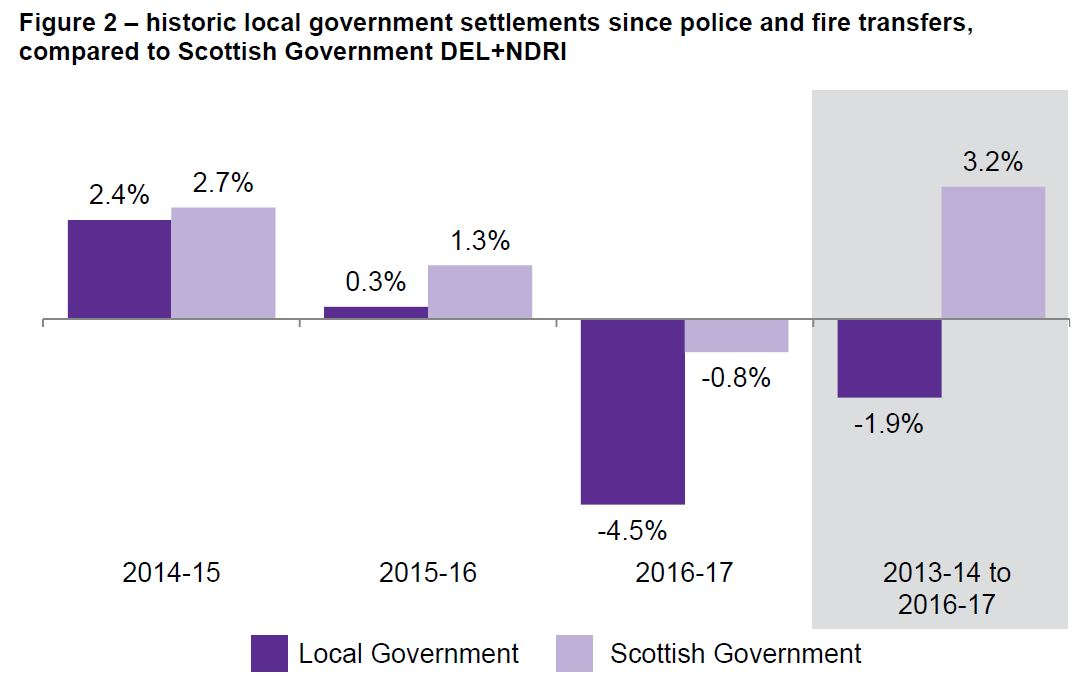 Figure 2 – historic local government settlements since police and fire transfers,
compared to Scottish Government DEL+NDRI
2.4%
2.7%
0.3%
1.3%
-4.5%
-0.8%
-1.9%
3.2%
2014-15
2015-16
2016-17
2013-14 to
2016-17
Local Government
Scottish Government